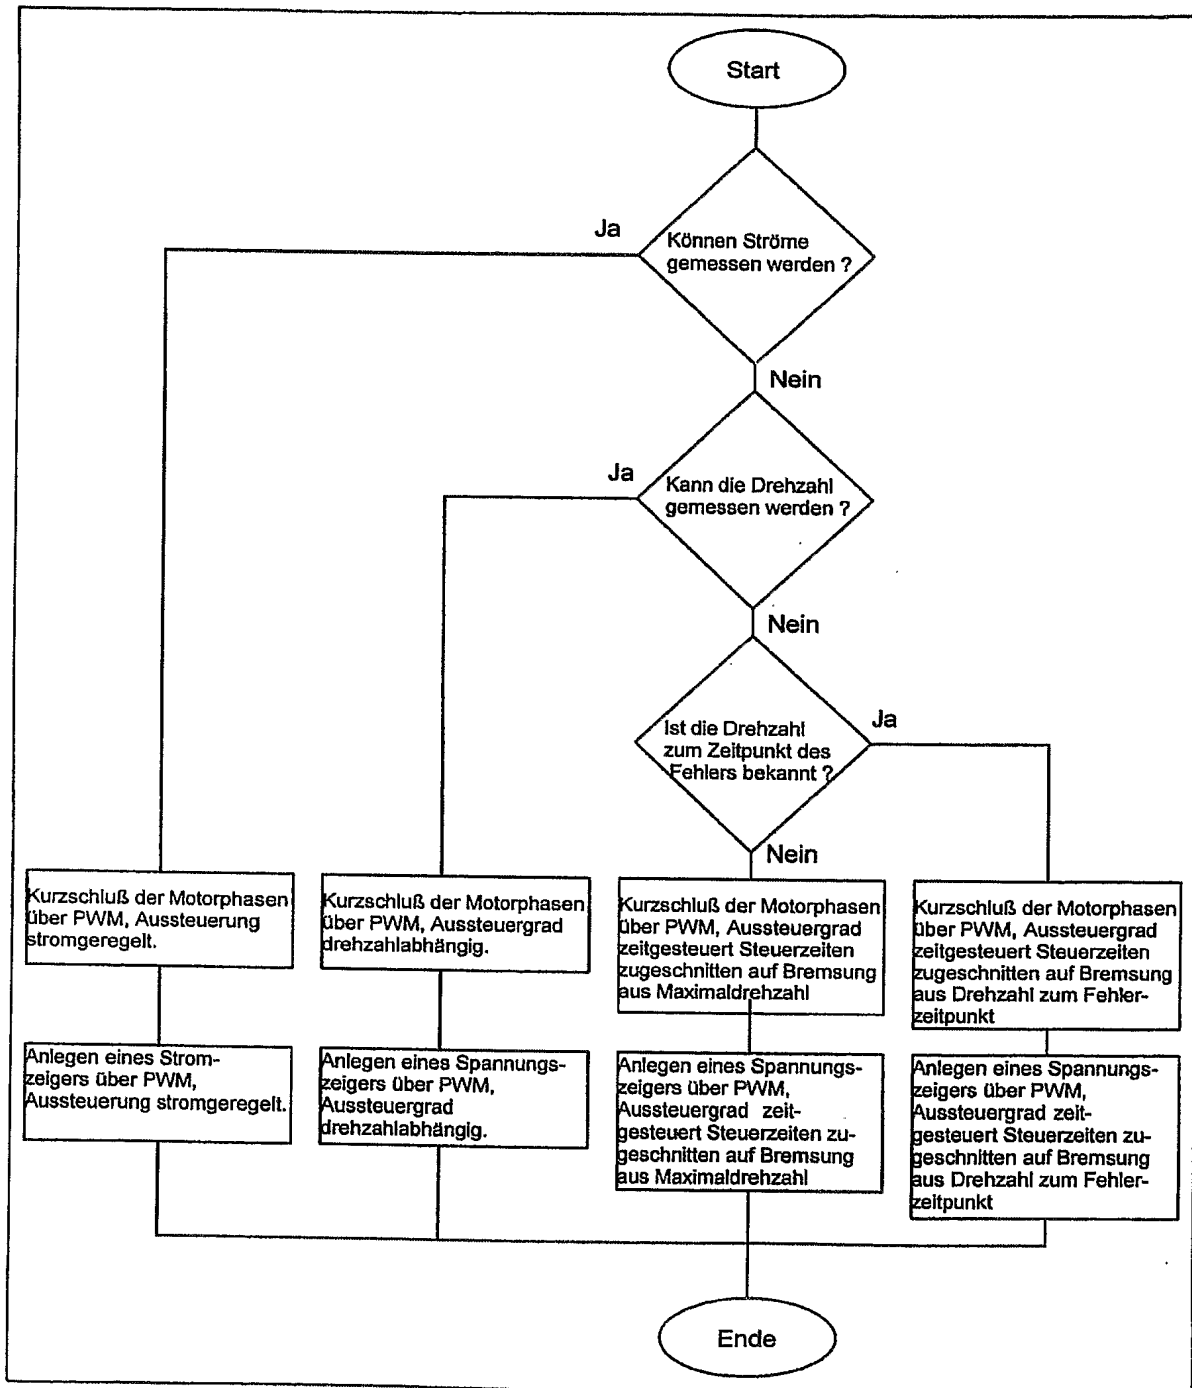 Start
Ja
Können Ströme
gemessen werden ?
Nein
Ja
Kann die Drehzahl
gemessen werden ?
Nein
Ja
Ist die Drehzahl
zum Zeitpunkt des
Fehlers bekannt ?
Nein
Kurzschluß der Motorphasen
über PWM, Aussteuerung
stromgeregelt.
Kurzschluß der Motorphasen
über PWM, Aussteuergrad
drehzahlabhängig.
Kurzschluß der Motorphasen
über PWM, Aussteuergrad
zeitgesteuert Steuerzeiten
zugeschnitten auf Bremsung
aus Maximaldrehzahl
Kurzschluß der Motorphasen
über PWM, Aussteuergrad
zeitgesteuert Steuerzeiten
zugeschnitten auf Bremsung
aus Drehzahl zum Fehler-
zeitpunkt
Anlegen eines Strom-
zeigers über PWM,
Aussteuerung stromgeregelt.
Anlegen eines Spannungs-
zeigers über PWM,
Aussteuergrad
drehzahlabhängig.
Anlegen eines Spannungs-
zeigers über PWM,
Aussteuergrad zeit-
gesteuert Steuerzeiten zu-
geschnitten auf Bremsung
aus Maximaldrehzahl
Anlegen eines Spannungs-
zeigers über PWM,
Aussteuergrad zeit-
gesteuert Steuerzeiten zu-
geschnitten auf Bremsung
aus Drehzahl zum Fehler-
zeitpunkt
Ende